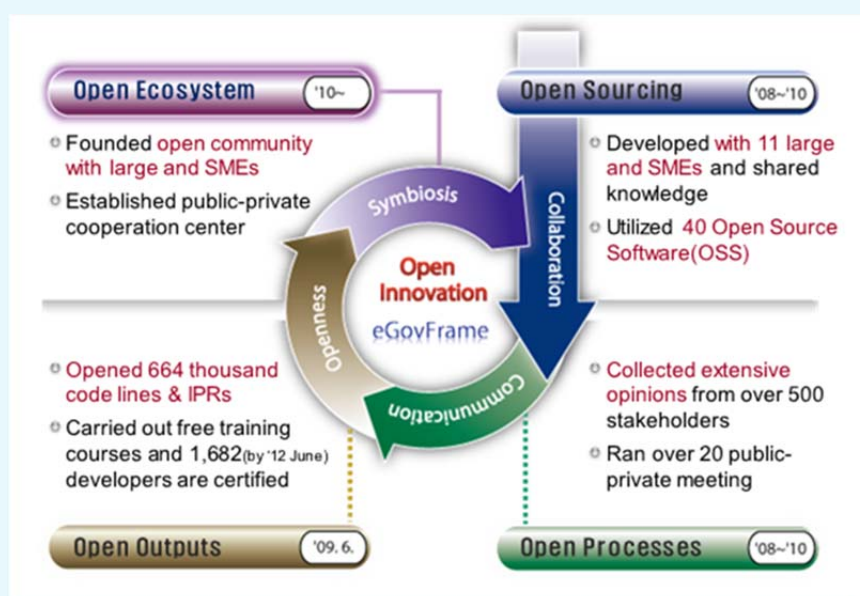 Open Ecosystem
'10~
Founded open community
with large and SMEs
Established public-private
cooperation center
Open Sourcing
'08~'10
Developed with 11 large
and SMEs and shared
knowledge
Utilized 40 Open Source
Software(OSS)
Symbiosis
Collaboration
Openness
Communication
Open
Innovation
eGovFrame
Opened 664 thousand
code lines & IPRs
Carried out free training
courses and 1,682(by '12 June)
developers are certified
Open Outputs
'09. 6.
Collected extensive
opinions from over 500
stakeholders
Ran over 20 public-
private meeting
Open Processes
'08~'10